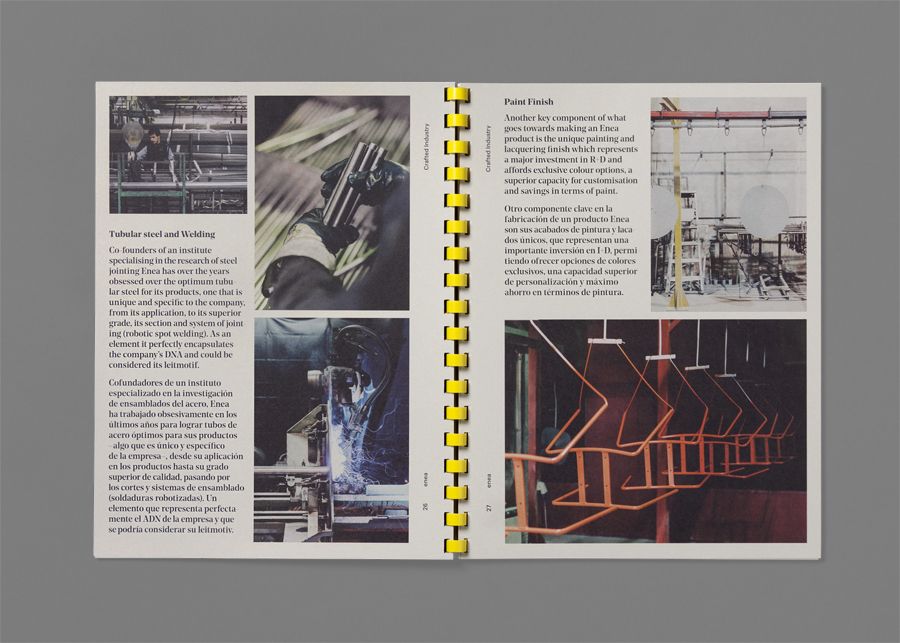 Tubular steel and Welding
Co-founders of an institute
specialising in the research of steel
jointing Enea has over the years
obsessed over the optimum tubu
lar steel for its products, one that is
unique and specific to the company,
from its application, to its superior
grade, its section and system of joint
ing (robotic spot welding). As an
element it perfectly encapsulates
the company's DNA and could be
considered its leitmotif.
Cofundadores de un instituto
especializado en la investigación
de ensamblados del acero, Enea
ha trabajado obsesivamente en los
últimos años para lograr tubos de
acero óptimos para sus productos
–algo que es único y específico
de la empresa–, desde su aplicación
en los productos hasta su grado
superior de calidad, pasando por
los cortes y sistemas de ensamblado
(soldaduras robotizadas). Un
elemento que representa perfecta
mente el ADN de la empresa y que
se podría considerar su leitmotiv.
Crafted Industry
enea
26
Crafted Industry
enea
27
Paint Finish
Another key component of what
goes towards making an Enea
product is the unique painting and
lacquering finish which represents
a major investment in R+D and
affords exclusive colour options, a
superior capacity for customisation
and savings in terms of paint.
Otro componente clave en la
fabricación de un producto Enea
son sus acabados de pintura y laca
dos únicos, que representan una
importante inversión en I+D, permi
tiendo ofrecer opciones de colores
exclusivos, una capacidad superior
de personalización y máximo
ahorro en términos de pintura.